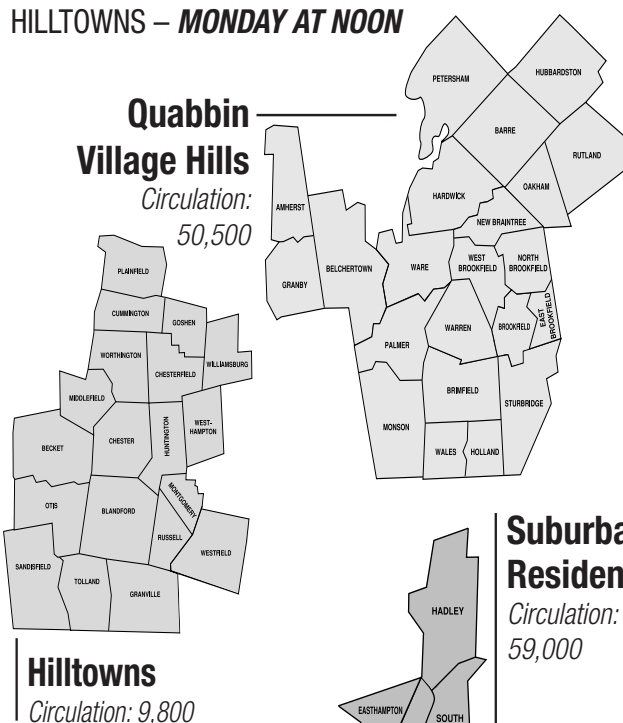 HILLTOWNS – MONDAY AT NOON
Quabbin
Village Hills
Circulation:
50,500
PETERSHAM
HUBBARDSTON
BARRE
RUTLAND
HARDWICK
OAKHAM
NEW BRAINTREE
AMHERST
BELCHERTOWN
GRANBY
WARE
WEST
BROOKFIELD
NORTH
BROOKFIELD
WARREN
BROOKFIELD
EAST
BROOKFIELD
PALMER
BRIMFIELD
STURBRIDGE
MONSON
WALES
HOLLAND
PLAINFIELD
CUMMINGTON
GOSHEN
WORTHINGTON
CHESTERFIELD
WILLIAMSBURG
MIDDLEFIELD
BECKET
CHESTER
HUNTINGTON
WEST-
HAMPTON
OTIS
BLANDFORD
MONTGOMERY
RUSSELL
WESTFIELD
SANDISFIELD
TOLLAND
GRANVILLE
Hilltowns
Circulation: 9,800
Suburba
Residen
Circulation:
59,000
HADLEY
EASTHAMPTON
SOUTH